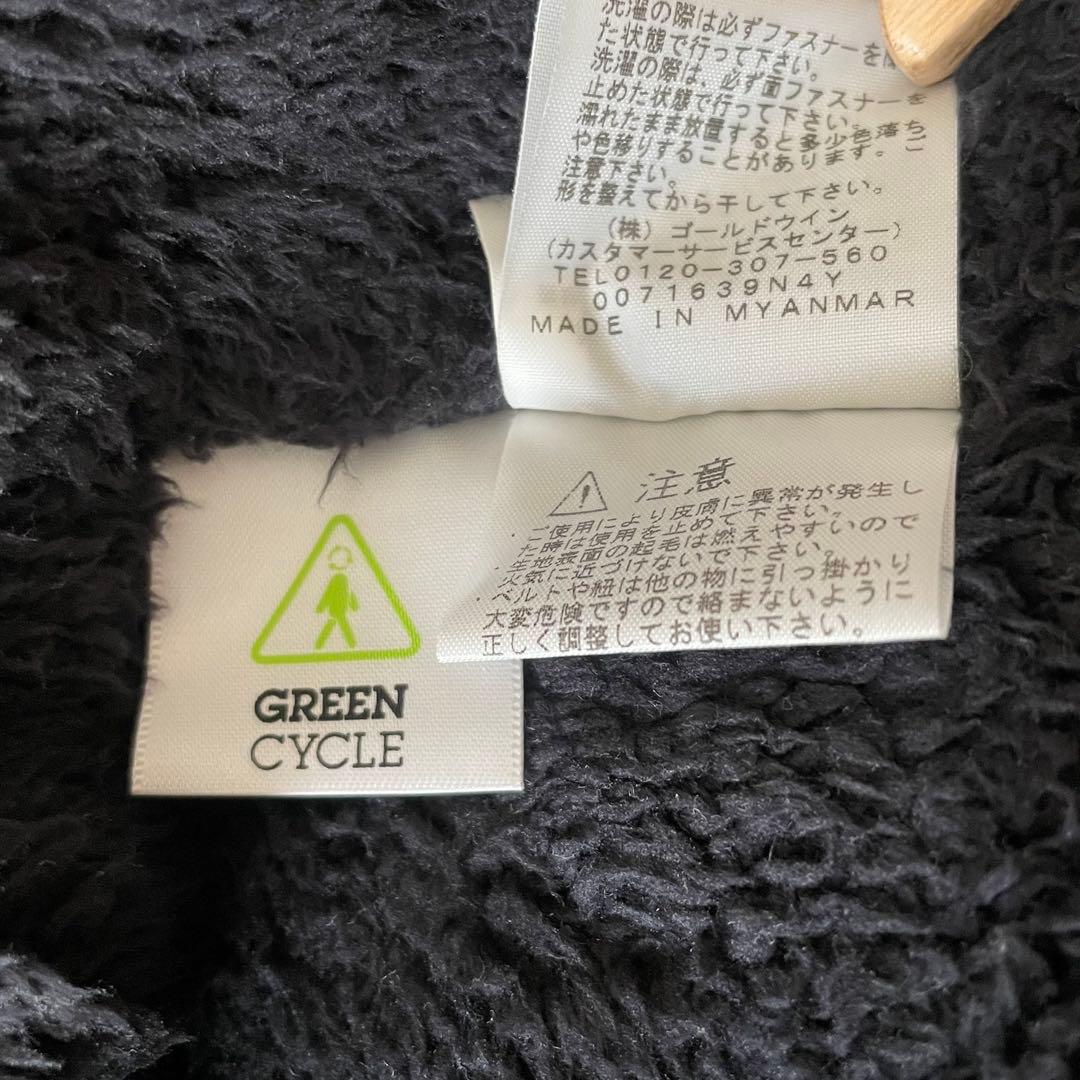 洗濯の際は必ずファスナーを
た状態で行って下さい。
洗濯の際は、必ず面ファスナーを
止めた状態で行って下さい。
濡れたまま放置すると多少色落ち
や色移りすることがあります。ご
注意下さい。
形を整えてから干して下さい。
(株)ゴールドウイン
(カスタマーサービスセンター)
TEL0120-307-560
0071639N4Y
MADE IN MYANMAR
注意
・ご使用により皮膚に異常が発生し
た時は使用を止めて下さい。
・生地表面の起毛は燃えやすいので
火気に近づけないで下さい。
・ベルトや紐は他の物に引っ掛かり
大変危険ですので絡まないように
正しく調整してお使い下さい。
GREEN
CYCLE